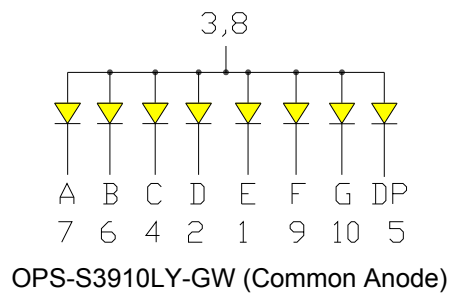 3,8
A B C D E F G DP
7 6 4 2 1 9 10 5
OPS-S3910LY-GW (Common Anode)